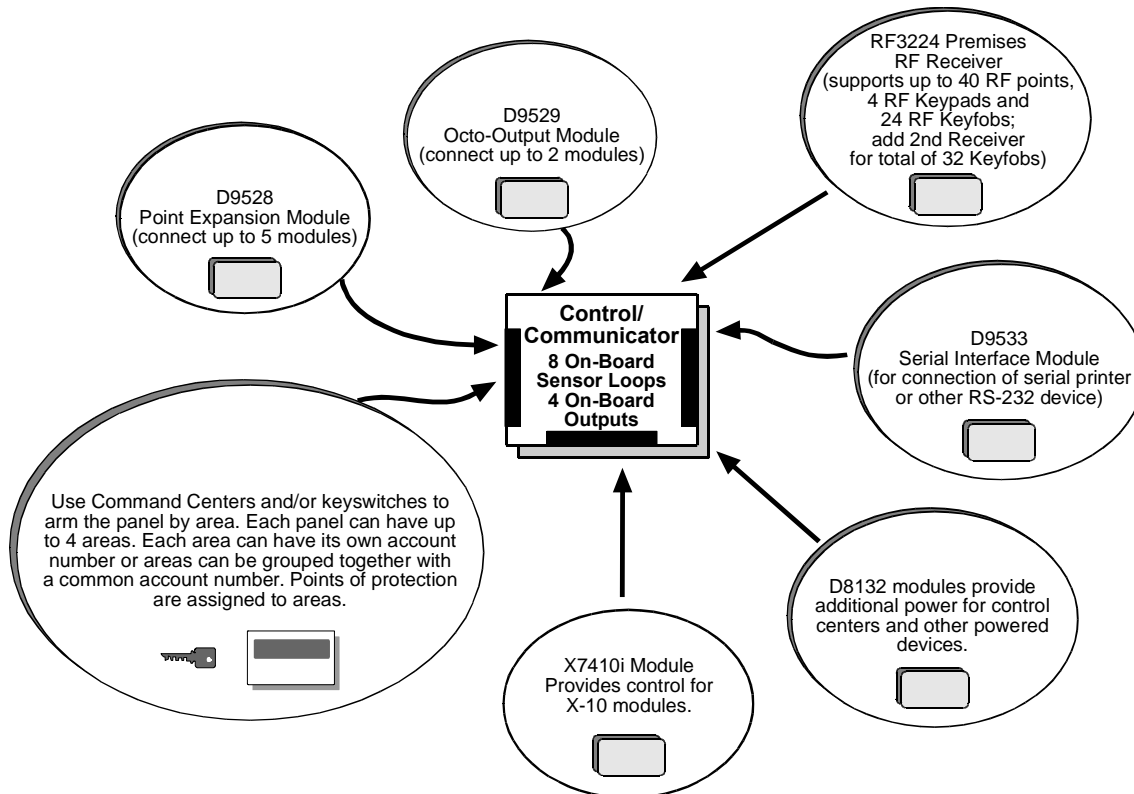 RF3224 Premises
RF Receiver
(supports up to 40 RF points,
4 RF Keypads and
24 RF Keyfobs;
add 2nd Receiver
for total of 32 Keyfobs)
D9529
Octo-Output Module
(connect up to 2 modules)
D9528
Point Expansion Module
(connect up to 5 modules)
Control/
Communicator
8 On-Board
Sensor Loops
4 On-Board
Outputs
D9533
Serial Interface Module
(for connection of serial printer
or other RS-232 device)
Use Command Centers and/or keyswitches to
arm the panel by area. Each panel can have up
to 4 areas. Each area can have its own account
number or areas can be grouped together with
a common account number. Points of protection
are assigned to areas.
D8132 modules provide
additional power for control
centers and other powered
devices.
X7410i Module
Provides control for
X-10 modules.